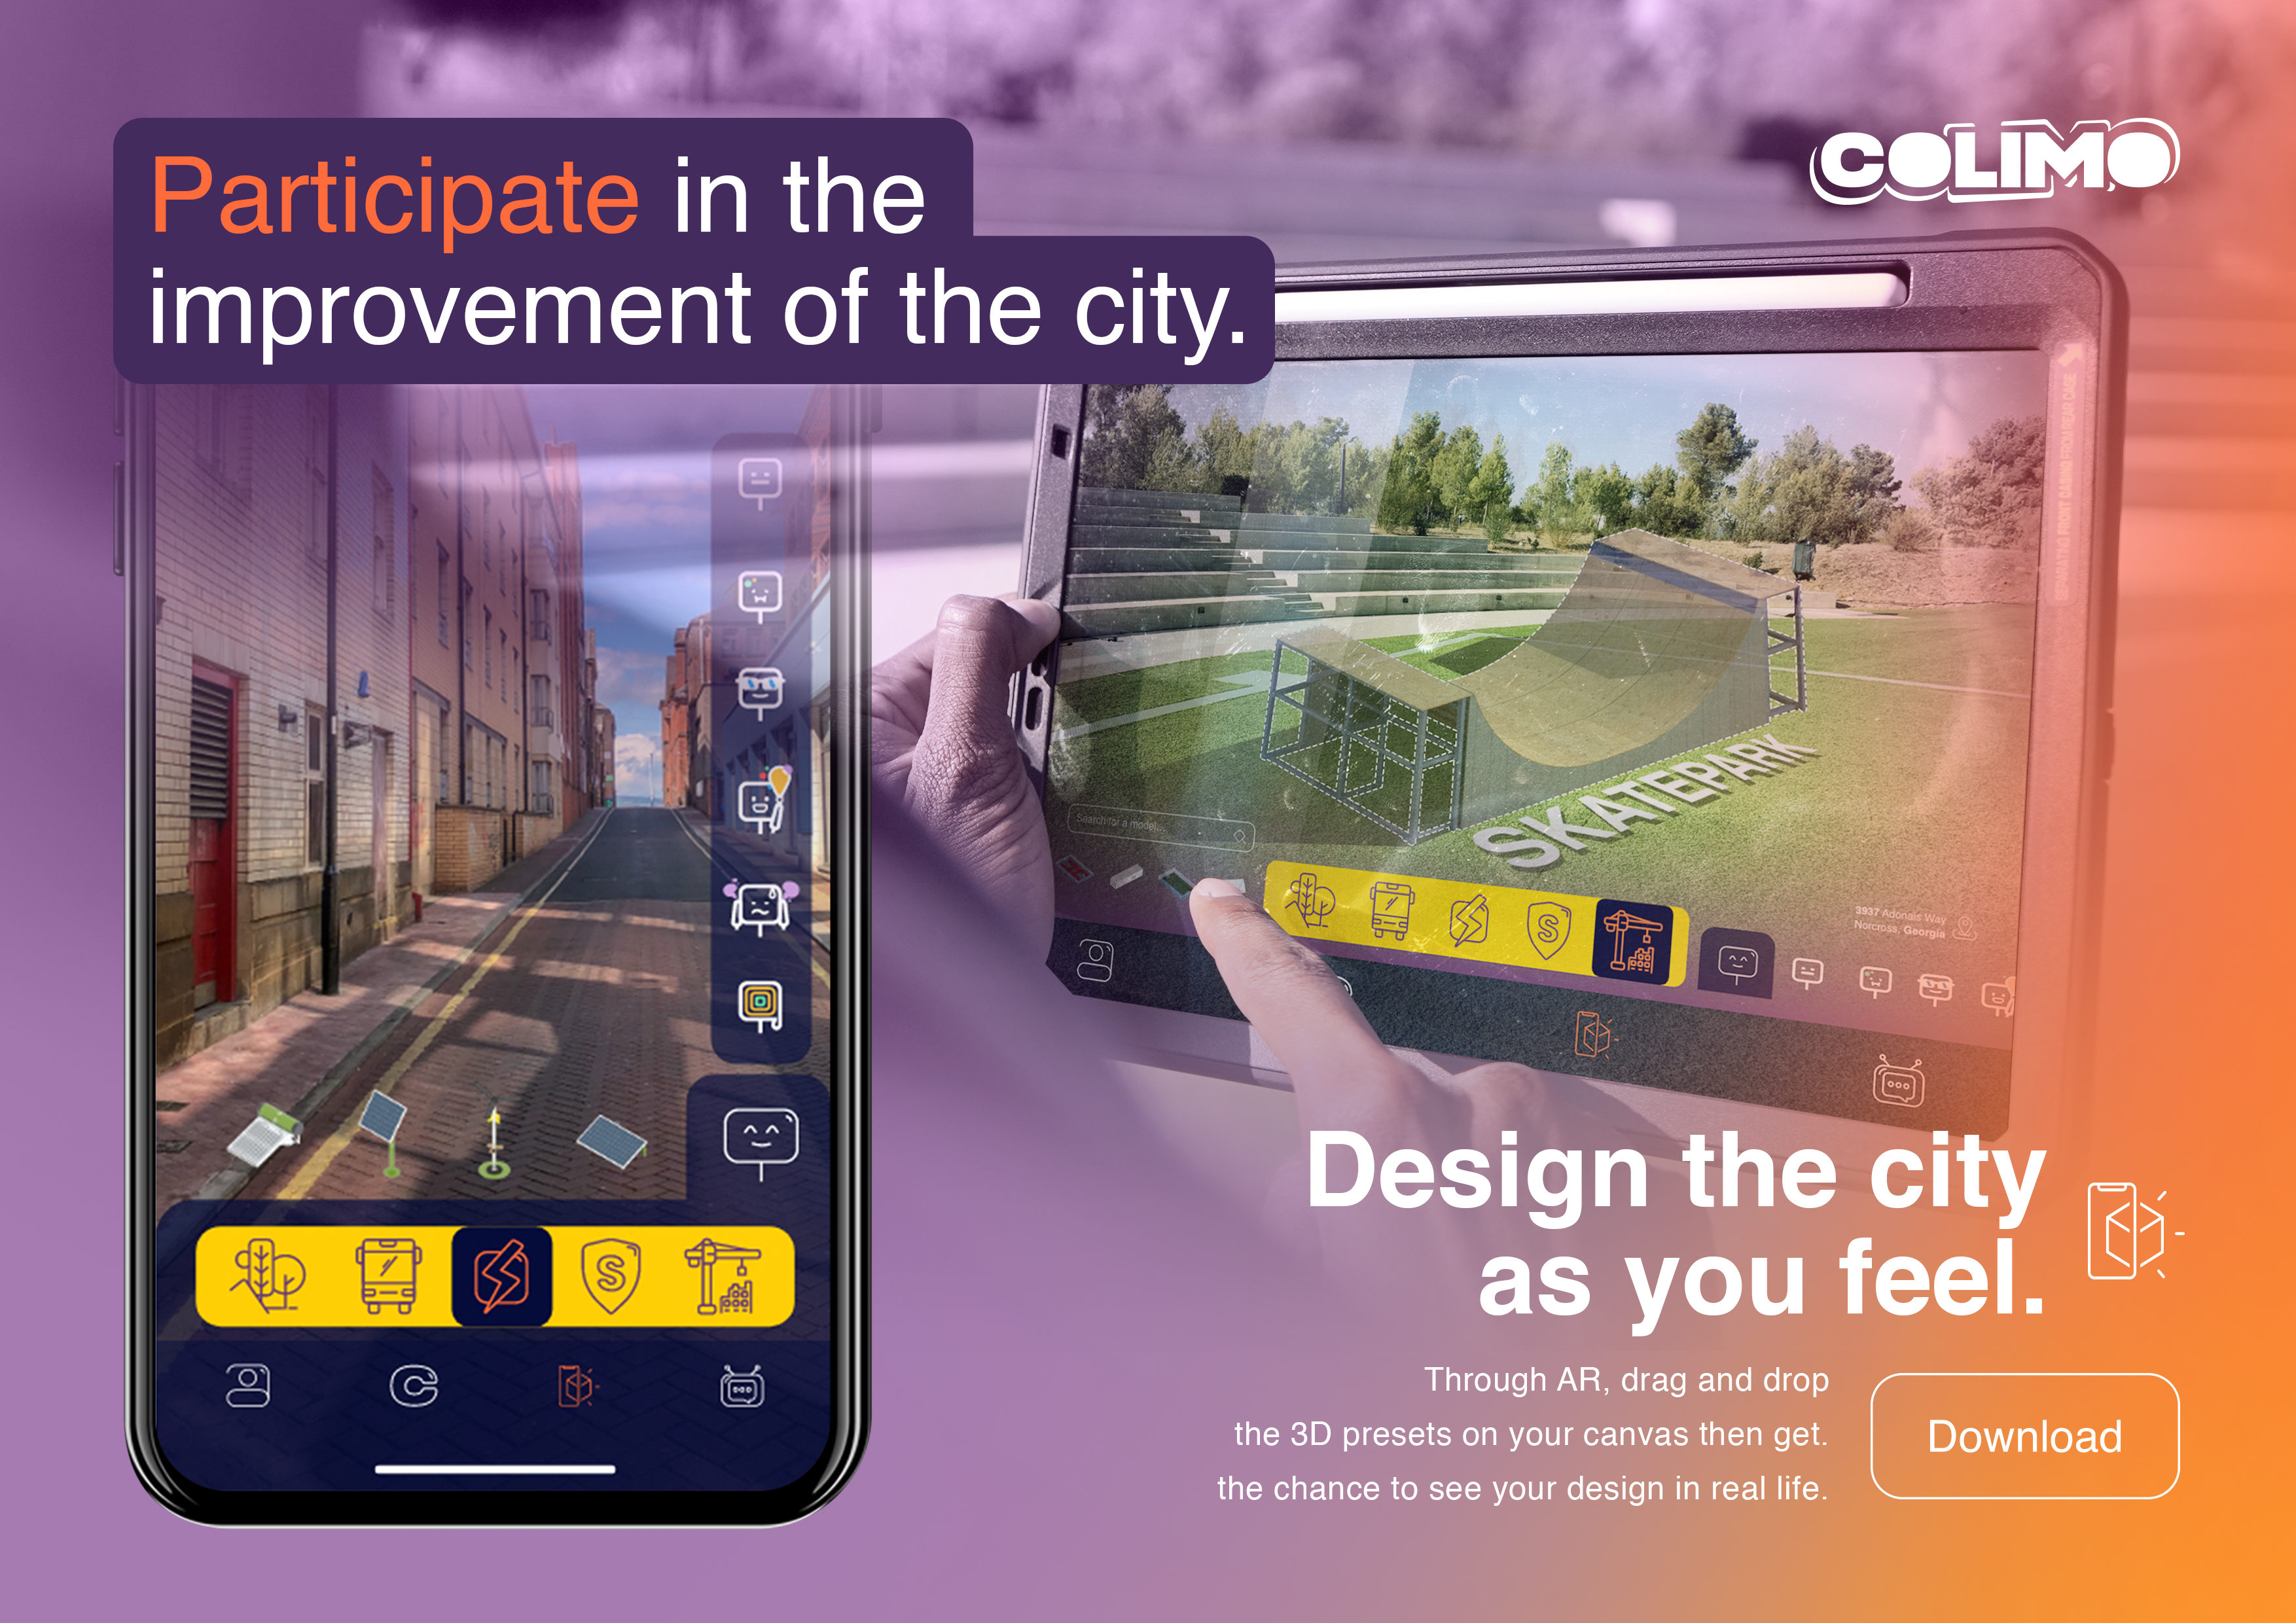 Participate in the
improvement of the city.
COLIMO
SKATEPARK
Search for a model...
S
3937 Adonais Way
Norcross, Georgia
S
Design the city
as you feel.
Through AR, drag and drop
the 3D presets on your canvas then get.
the chance to see your design in real life.
Download